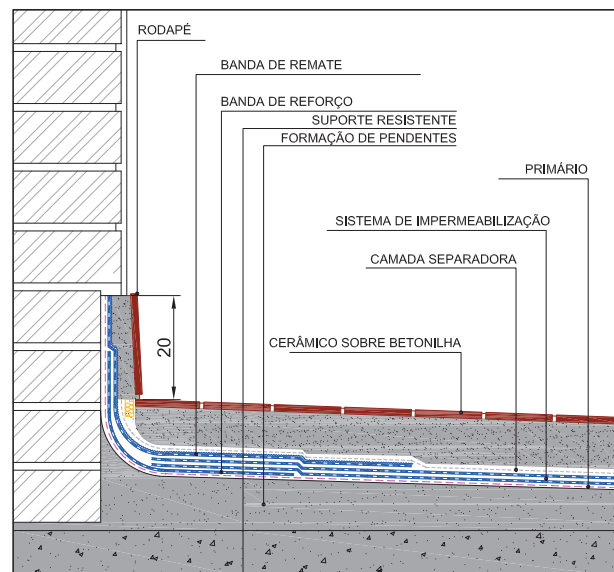 RODAPÉ
BANDA DE REMATE
BANDA DE REFORÇO
SUPORTE RESISTENTE
FORMAÇÃO DE PENDENTES
PRIMÁRIO
SISTEMA DE IMPERMEABILIZAÇÃO
CAMADA SEPARADORA
20
CERÂMICO SOBRE BETONILHA